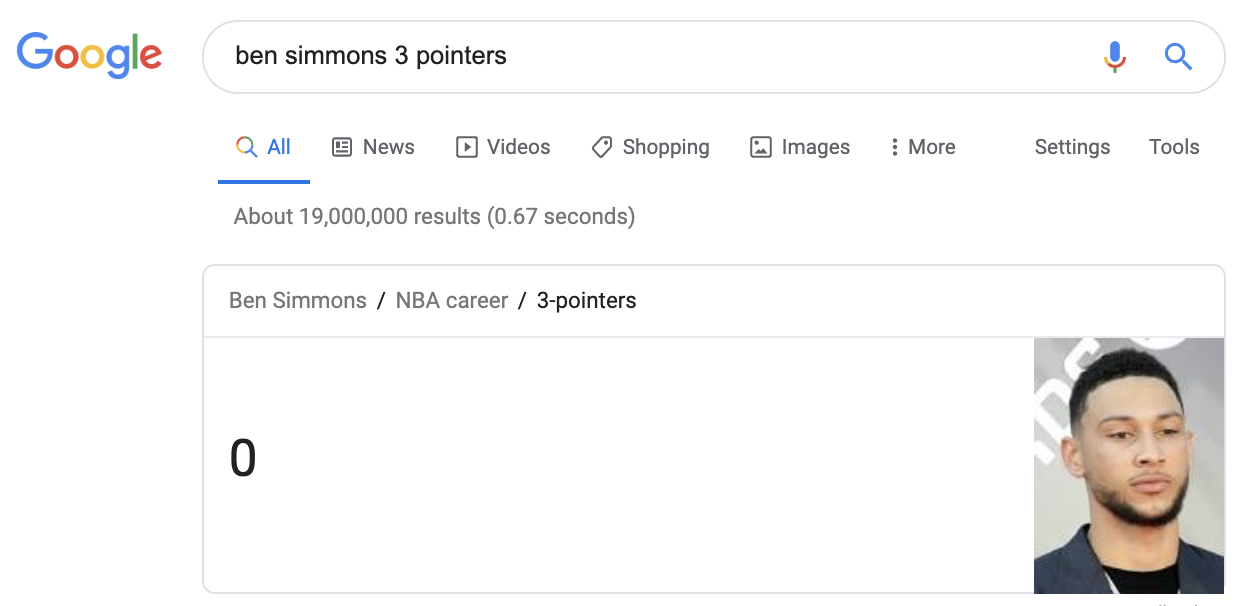 Google
ben simmons 3 pointers
All News Videos Shopping Images More Settings Tools
About 19,000,000 results (0.67 seconds)
Ben Simmons / NBA career / 3-pointers
0